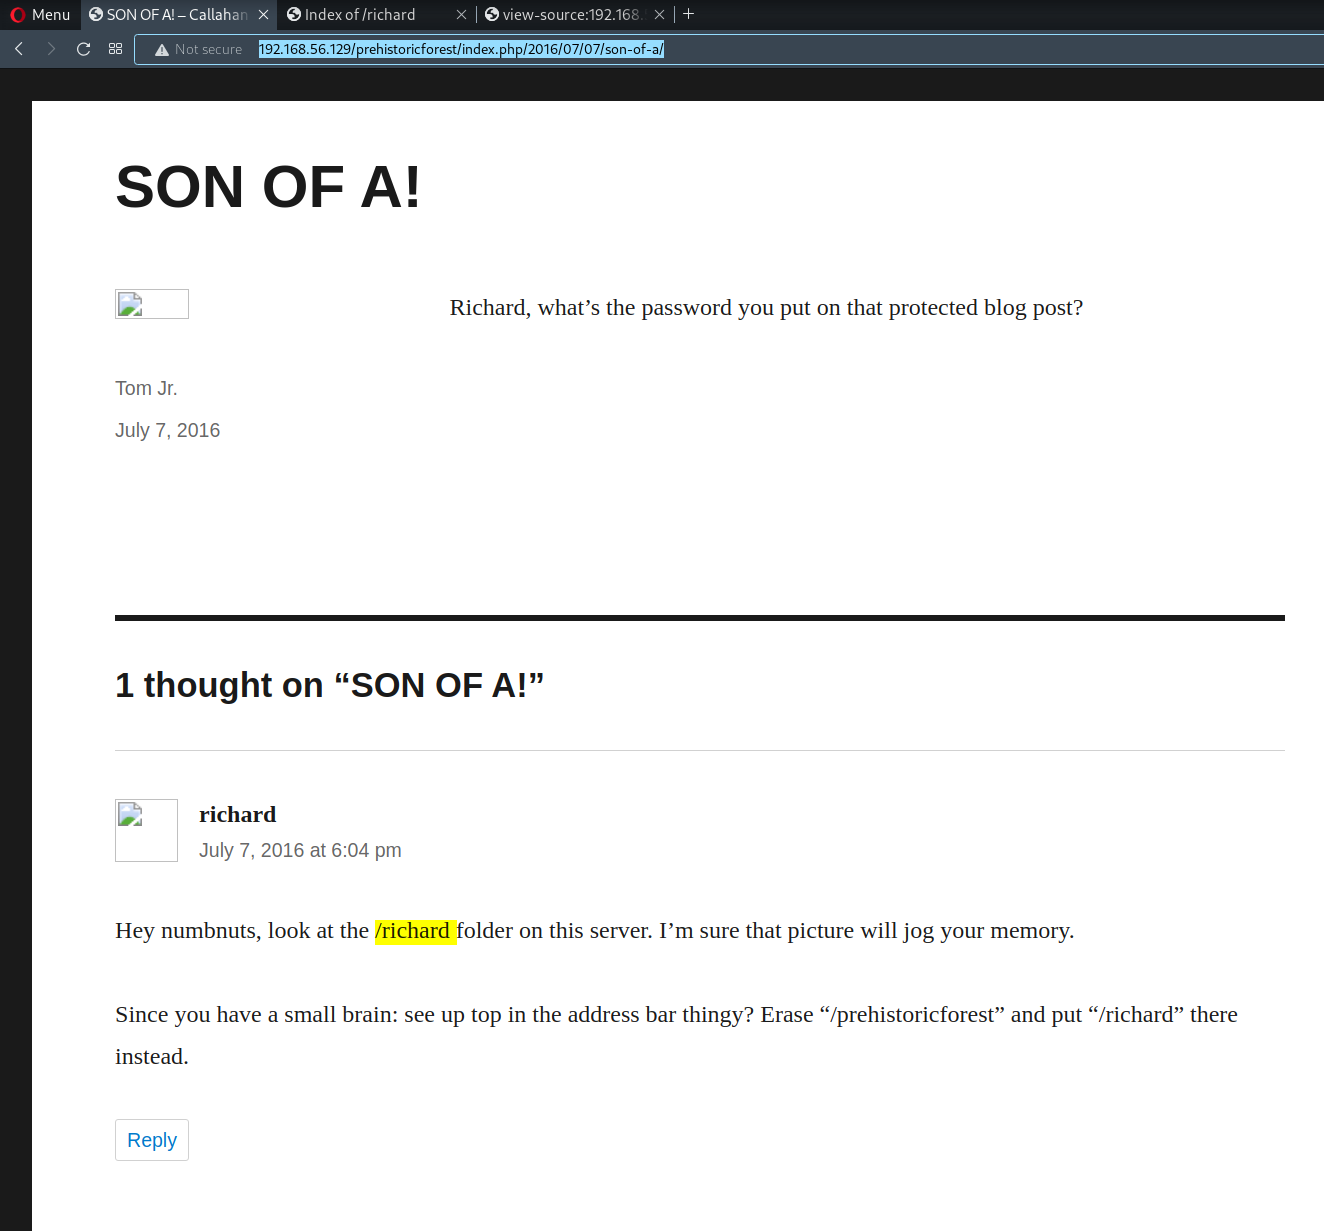 Menu SON OF A! – Callahan Index of /richard view-source:192.168.
Not secure 192.168.56.129/prehistoricforest/index.php/2016/07/07/son-of-a/
SON OF A!
Richard, what’s the password you put on that protected blog post?
Tom Jr.
July 7, 2016
1 thought on “SON OF A!”
richard
July 7, 2016 at 6:04 pm
Hey numbnuts, look at the /richard folder on this server. I’m sure that picture will jog your memory.
Since you have a small brain: see up top in the address bar thingy? Erase “/prehistoricforest” and put “/richard” there
instead.
Reply